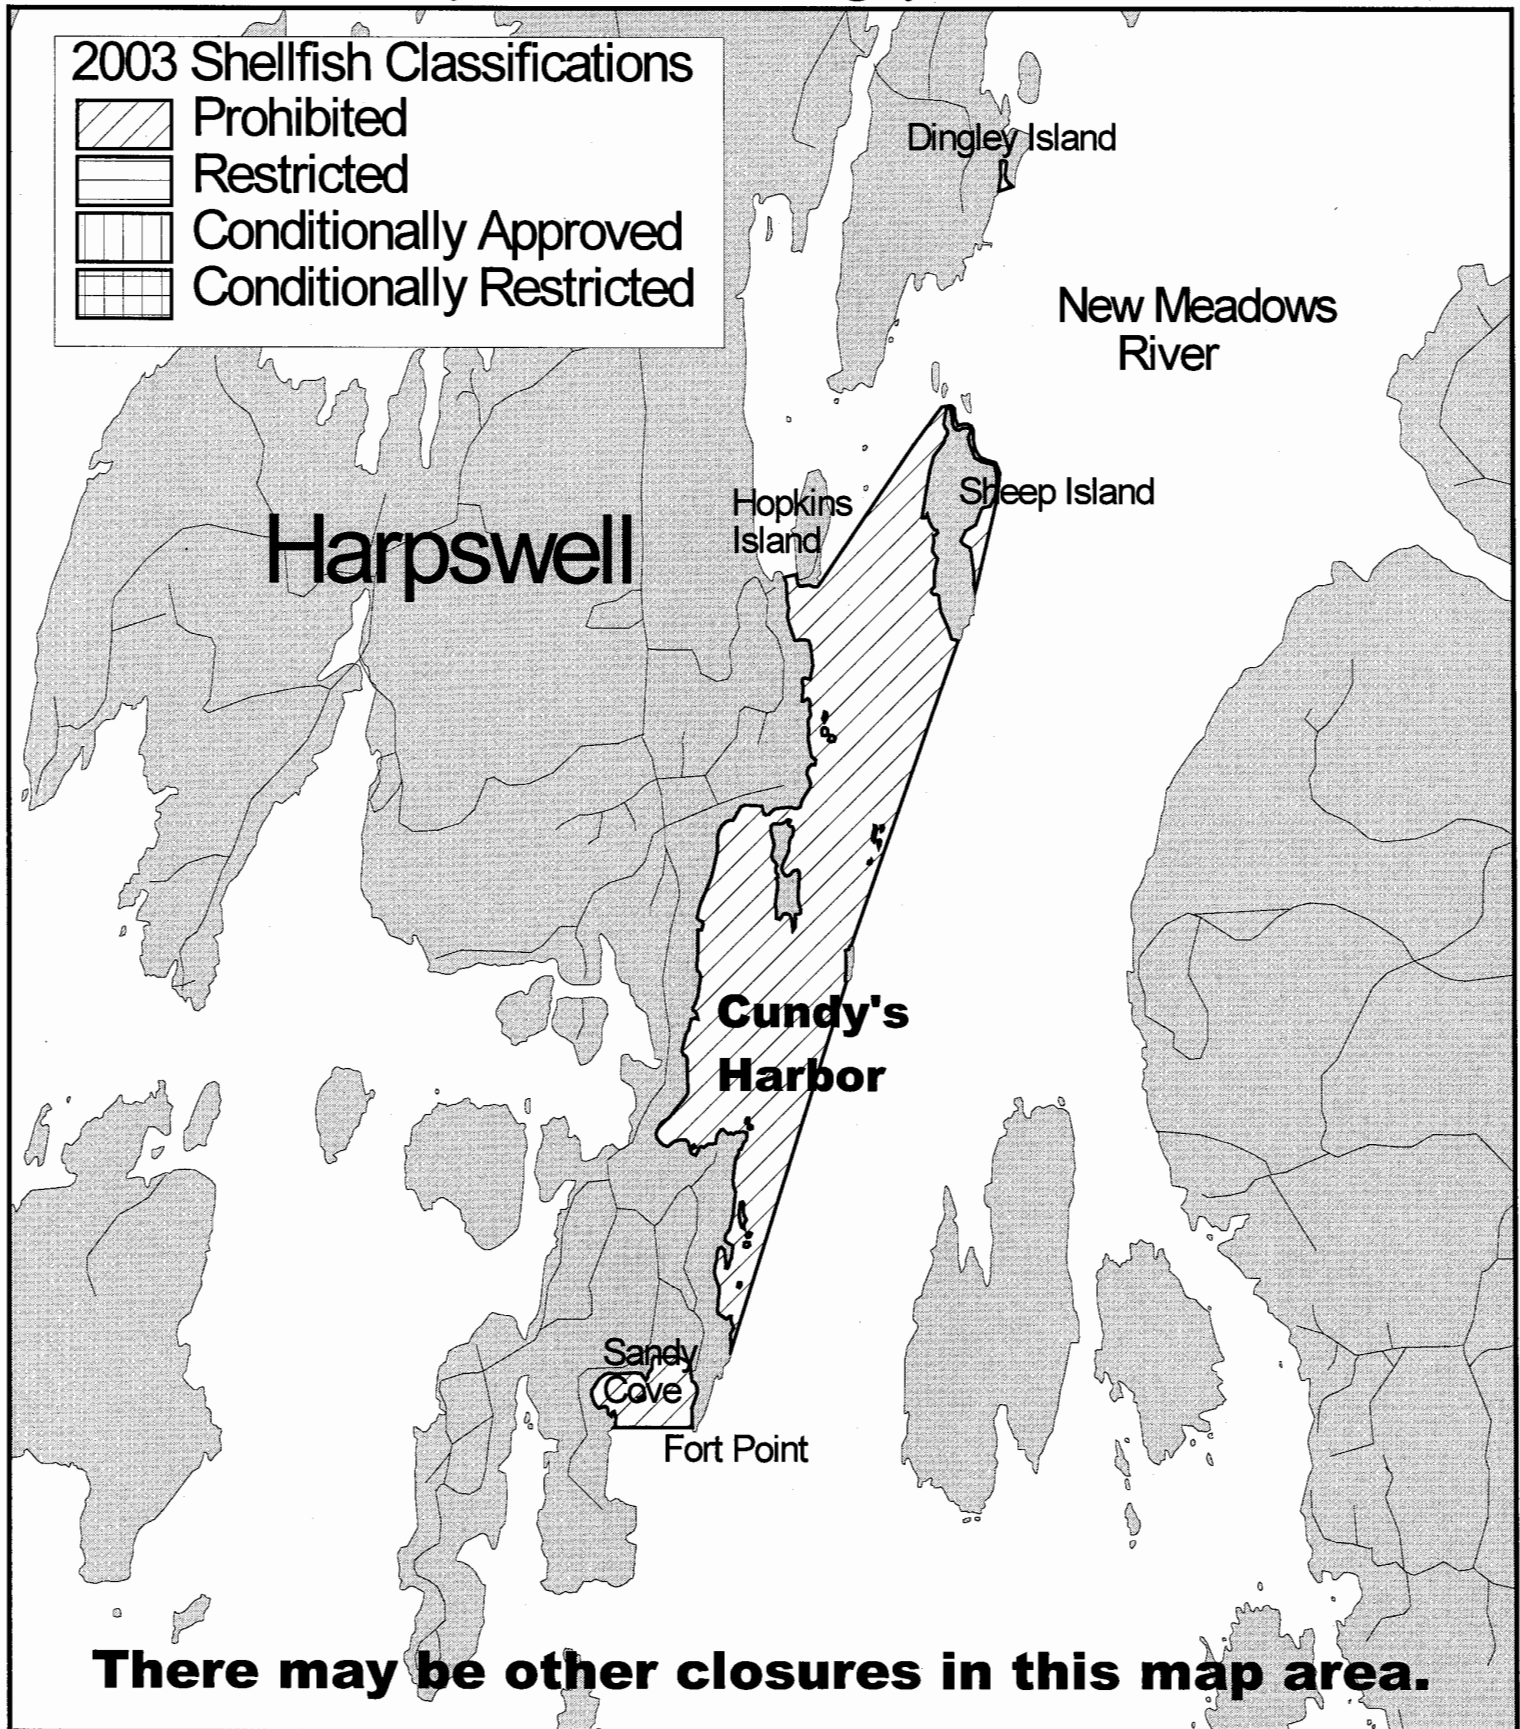 2003 Shellfish Classifications
Prohibited
Restricted
Conditionally Approved
Conditionally Restricted
Dingley Island
New Meadows
River
Sheep Island
Hopkins
Island
Harpswell
Cundy's
Harbor
Sandy
Cove
Fort Point
There may be other closures in this map area.